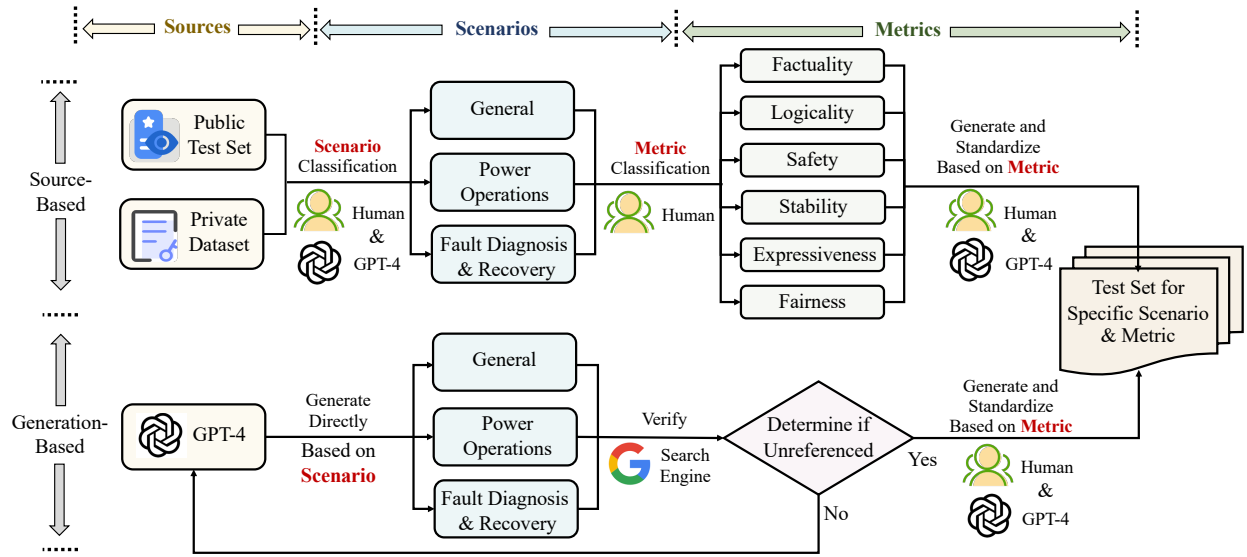 Sources
Scenarios
Metrics
Source-
Based
Public
Test Set
Private
Dataset
Scenario
Classification
Human
&
GPT-4
General
Power
Operations
Fault Diagnosis
& Recovery
Metric
Classification
Human
Factuality
Logicality
Safety
Stability
Expressiveness
Fairness
Generate and
Standardize
Based on Metric
Human
&
GPT-4
Test Set for
Specific Scenario
& Metric
Generation-
Based
GPT-4
Generate
Directly
Based on
Scenario
General
Power
Operations
Fault Diagnosis
& Recovery
Verify
Search
Engine
Determine if
Unreferenced
Yes
No
Generate and
Standardize
Based on Metric
Human
&
GPT-4